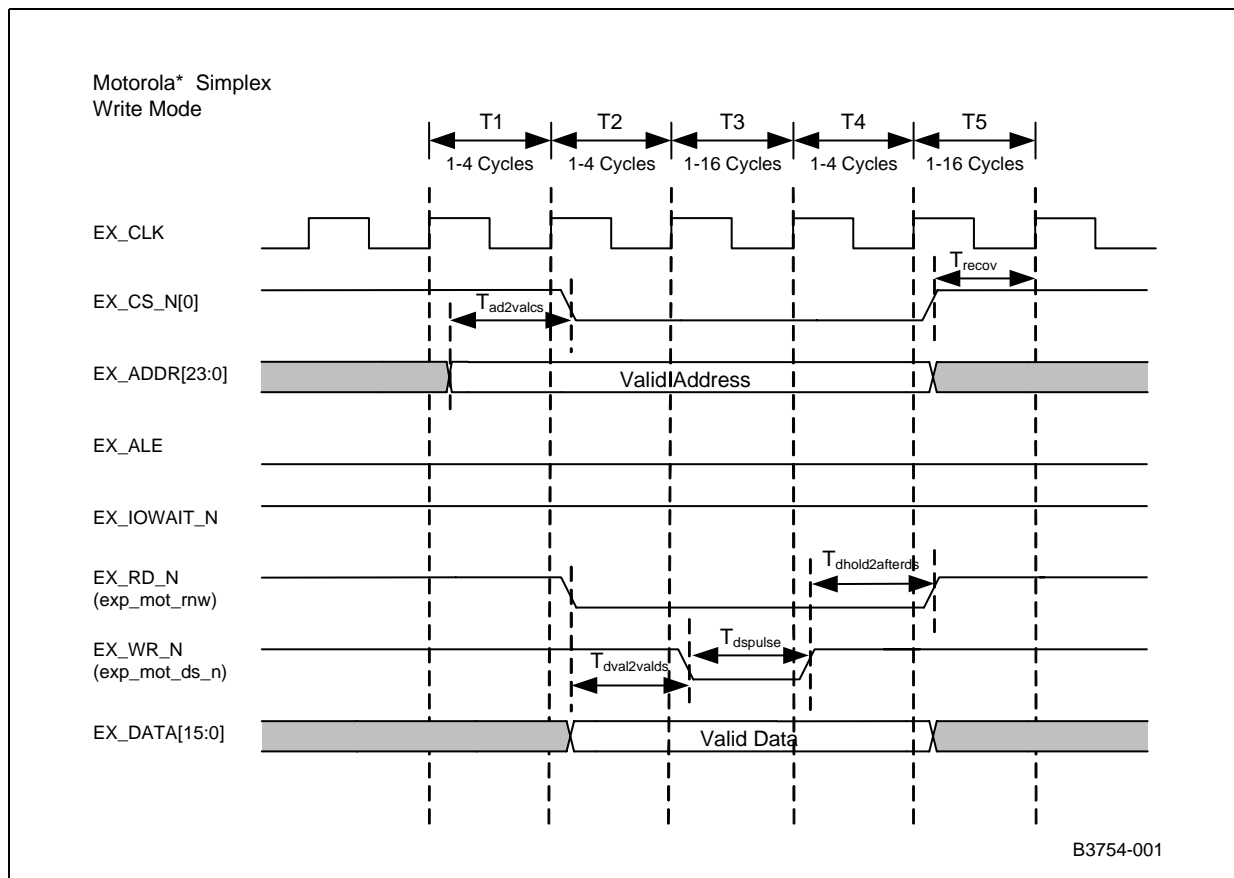 Motorola* Simplex
Write Mode
T1 T2 T3 T4 T5
1-4 Cycles 1-4 Cycles 1-16 Cycles 1-4 Cycles 1-16 Cycles
EX_CLK
Trecov
EX_CS_N[0]
Tad2valcs
EX_ADDR[23:0]
Valid Address
EX_ALE
EX_IOWAIT_N
Tdhold2afterds
EX_RD_N
(exp_mot_rnw)
Tdspulse
EX_WR_N
(exp_mot_ds_n)
Tdval2valds
EX_DATA[15:0]
Valid Data
B3754-001